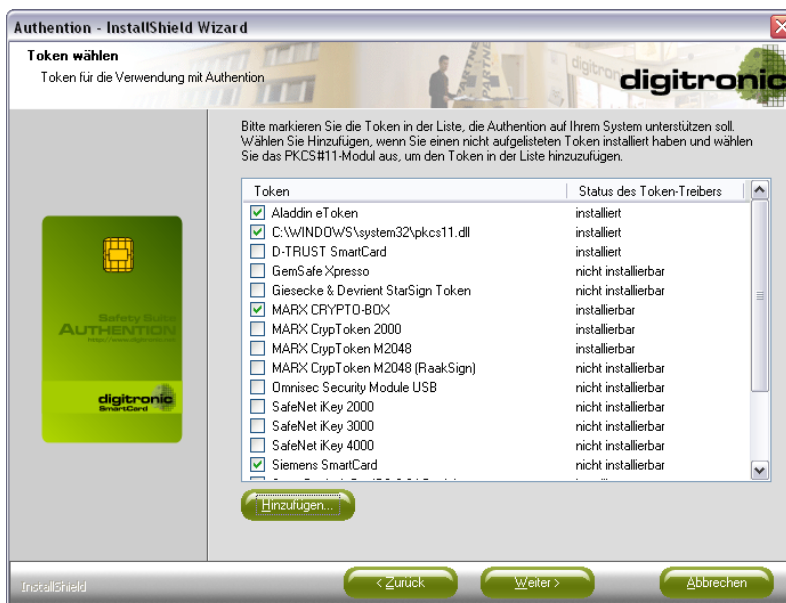 Authention - InstallShield Wizard
Token wählen
Token für die Verwendung mit Authention
digitronic
Bitte markieren Sie die Token in der Liste, die Authention auf Ihrem System unterstützen soll.
Wählen Sie Hinzufügen, wenn Sie einen nicht aufgelisteten Token installiert haben und wählen
Sie das PKCS#11-Modul aus, um den Token in der Liste hinzuzufügen.
Token Status des Token-Treibers
Aladdin eToken installiert
C:\WINDOWS\system32\pkcs11.dll installiert
D-TRUST SmartCard installiert
GemSafe Xpresso nicht installierbar
Giesecke & Devrient StarSign Token nicht installierbar
MARX CRYPTO-BOX installierbar
MARX CrypToken 2000 installierbar
MARX CrypToken M2048 installierbar
MARX CrypToken M2048 (RaakSign) nicht installierbar
Omnisec Security Module USB nicht installierbar
SafeNet iKey 2000 nicht installierbar
SafeNet iKey 3000 nicht installierbar
SafeNet iKey 4000 nicht installierbar
Siemens SmartCard nicht installierbar
Safety Suite
AUTHENTION
digitronic
SmartCard
Hinzufügen...
InstallShield
< Zurück
Weiter >
Abbrechen